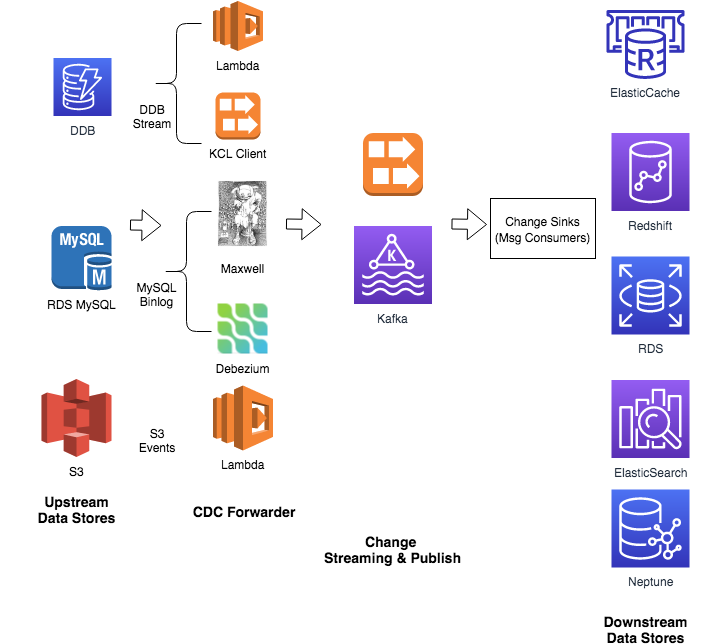 Lambda
DDB
DDB
Stream
KCL Client
MySQL
M
RDS MySQL
MySQL
Binlog
Maxwell
Debezium
S3
S3
Events
Lambda
Upstream
Data Stores
CDC Forwarder
K
Kafka
Change
Streaming & Publish
Change Sinks
(Msg Consumers)
R
ElasticCache
Redshift
RDS
ElasticSearch
Neptune
Downstream
Data Stores